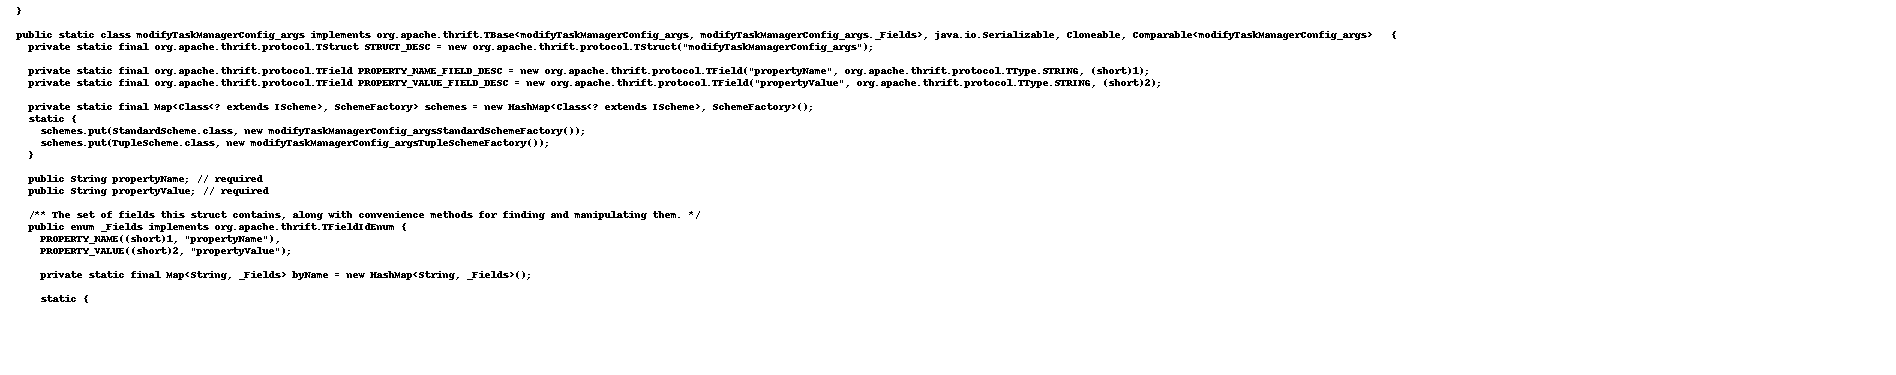 }
public static class modifyTaskManagerConfig_args implements org.apache.thrift.TBase<modifyTaskManagerConfig_args, modifyTaskManagerConfig_args._Fields>, java.io.Serializable, Cloneable, Comparable<modifyTaskManagerConfig_args>   {
private static final org.apache.thrift.protocol.TStruct STRUCT_DESC = new org.apache.thrift.protocol.TStruct("modifyTaskManagerConfig_args");
private static final org.apache.thrift.protocol.TField PROPERTY_NAME_FIELD_DESC = new org.apache.thrift.protocol.TField("propertyName", org.apache.thrift.protocol.TType.STRING, (short)1);
private static final org.apache.thrift.protocol.TField PROPERTY_VALUE_FIELD_DESC = new org.apache.thrift.protocol.TField("propertyValue", org.apache.thrift.protocol.TType.STRING, (short)2);
private static final Map<Class<? extends IScheme>, SchemeFactory> schemes = new HashMap<Class<? extends IScheme>, SchemeFactory>();
static {
schemes.put(StandardScheme.class, new modifyTaskManagerConfig_argsStandardSchemeFactory());
schemes.put(TupleScheme.class, new modifyTaskManagerConfig_argsTupleSchemeFactory());
}
public String propertyName; // required
public String propertyValue; // required
/** The set of fields this struct contains, along with convenience methods for finding and manipulating them. */
public enum _Fields implements org.apache.thrift.TFieldIdEnum {
PROPERTY_NAME((short)1, "propertyName"),
PROPERTY_VALUE((short)2, "propertyValue");
private static final Map<String, _Fields> byName = new HashMap<String, _Fields>();
static {